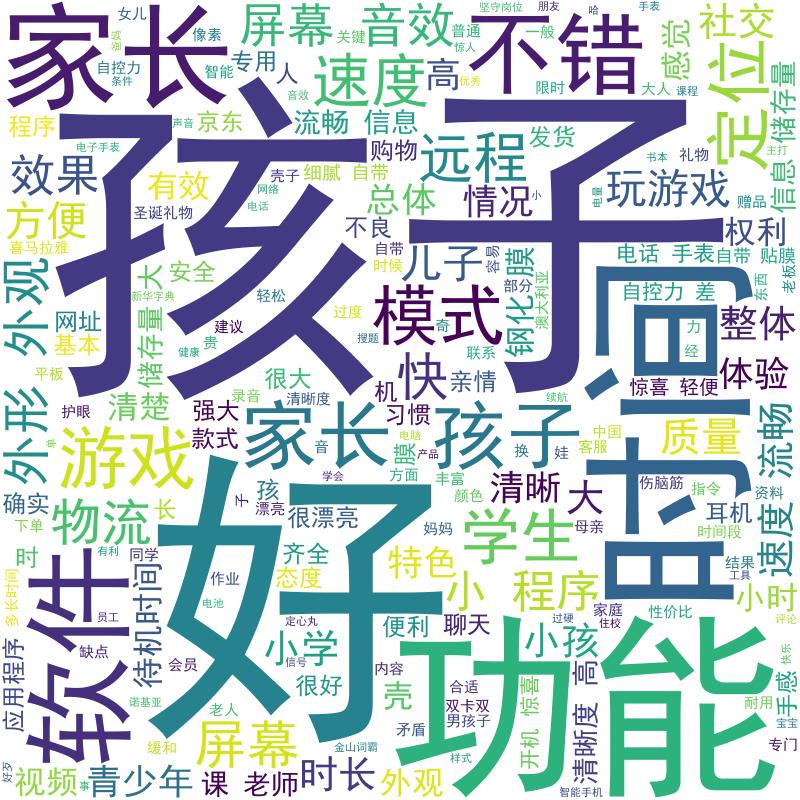 女儿
坚守岗位
朋友
哈
手表
家长
屏幕
音效
不错
社交
像素
关键
普通
一般
感觉
自控力
智能
专用
人
速度
高
惊人
优秀
限时
大人
课程
定位
储存量
条件
音效
程序
声音
京东
流畅 信息
发货
孩子
电子手表
购物
远程
书本
主打
礼物
信息
效果
有效
壳子
细腻
自带
总体
情况
小
玩游戏
电量
赠品
方便
圣诞礼物
网络
电话
不良
权利
喜马拉雅
自带
儿子
容易
膜
电话 手表
自带
贴膜
老板
外观
大
安全
时候
部分
澳大利亚
钢化
自控力 差
东西
新华字典
轻松
模式
时间
网址
储存量
建议
过度
奇
力
整体
基本
贵
健康
搜题
联系
经
平板
很大
快
亲情
惊喜 轻便
体验
外形
护眼
清楚
强大
录音
清晰度
机
习惯
续航
款式
家长
孩子
中国
换
娃
客服
质量
流畅
游戏
音
电脑
膜
产品
单
确实
物流
长
孩
子
学会
方面
丰富
清晰
大
伤脑筋
指令
资料
下单
漂亮
很漂亮
颜色
母亲
耳机
时间段
速度
时
有利
同学
好
妈妈
学生
多长时间
软件
待机时间
作业
齐全
态度
特色
小 程序
结果
工具
小时
员工
电池
定心丸
便利
聊天
过硬
家庭
住校
性价比
评论
应用程序
缺点
会员
信号
小学
小孩
功能
快乐
诺基亚
老人
很好
内容
壳
合适
双卡双
男孩子
开机 惊喜
清晰度 高
手感
耐用
宝宝
好歹
缓和
屏幕
金山词霸
矛盾
样式
专门
视频
事
青少年
课 老师
时长
外观
智能手机